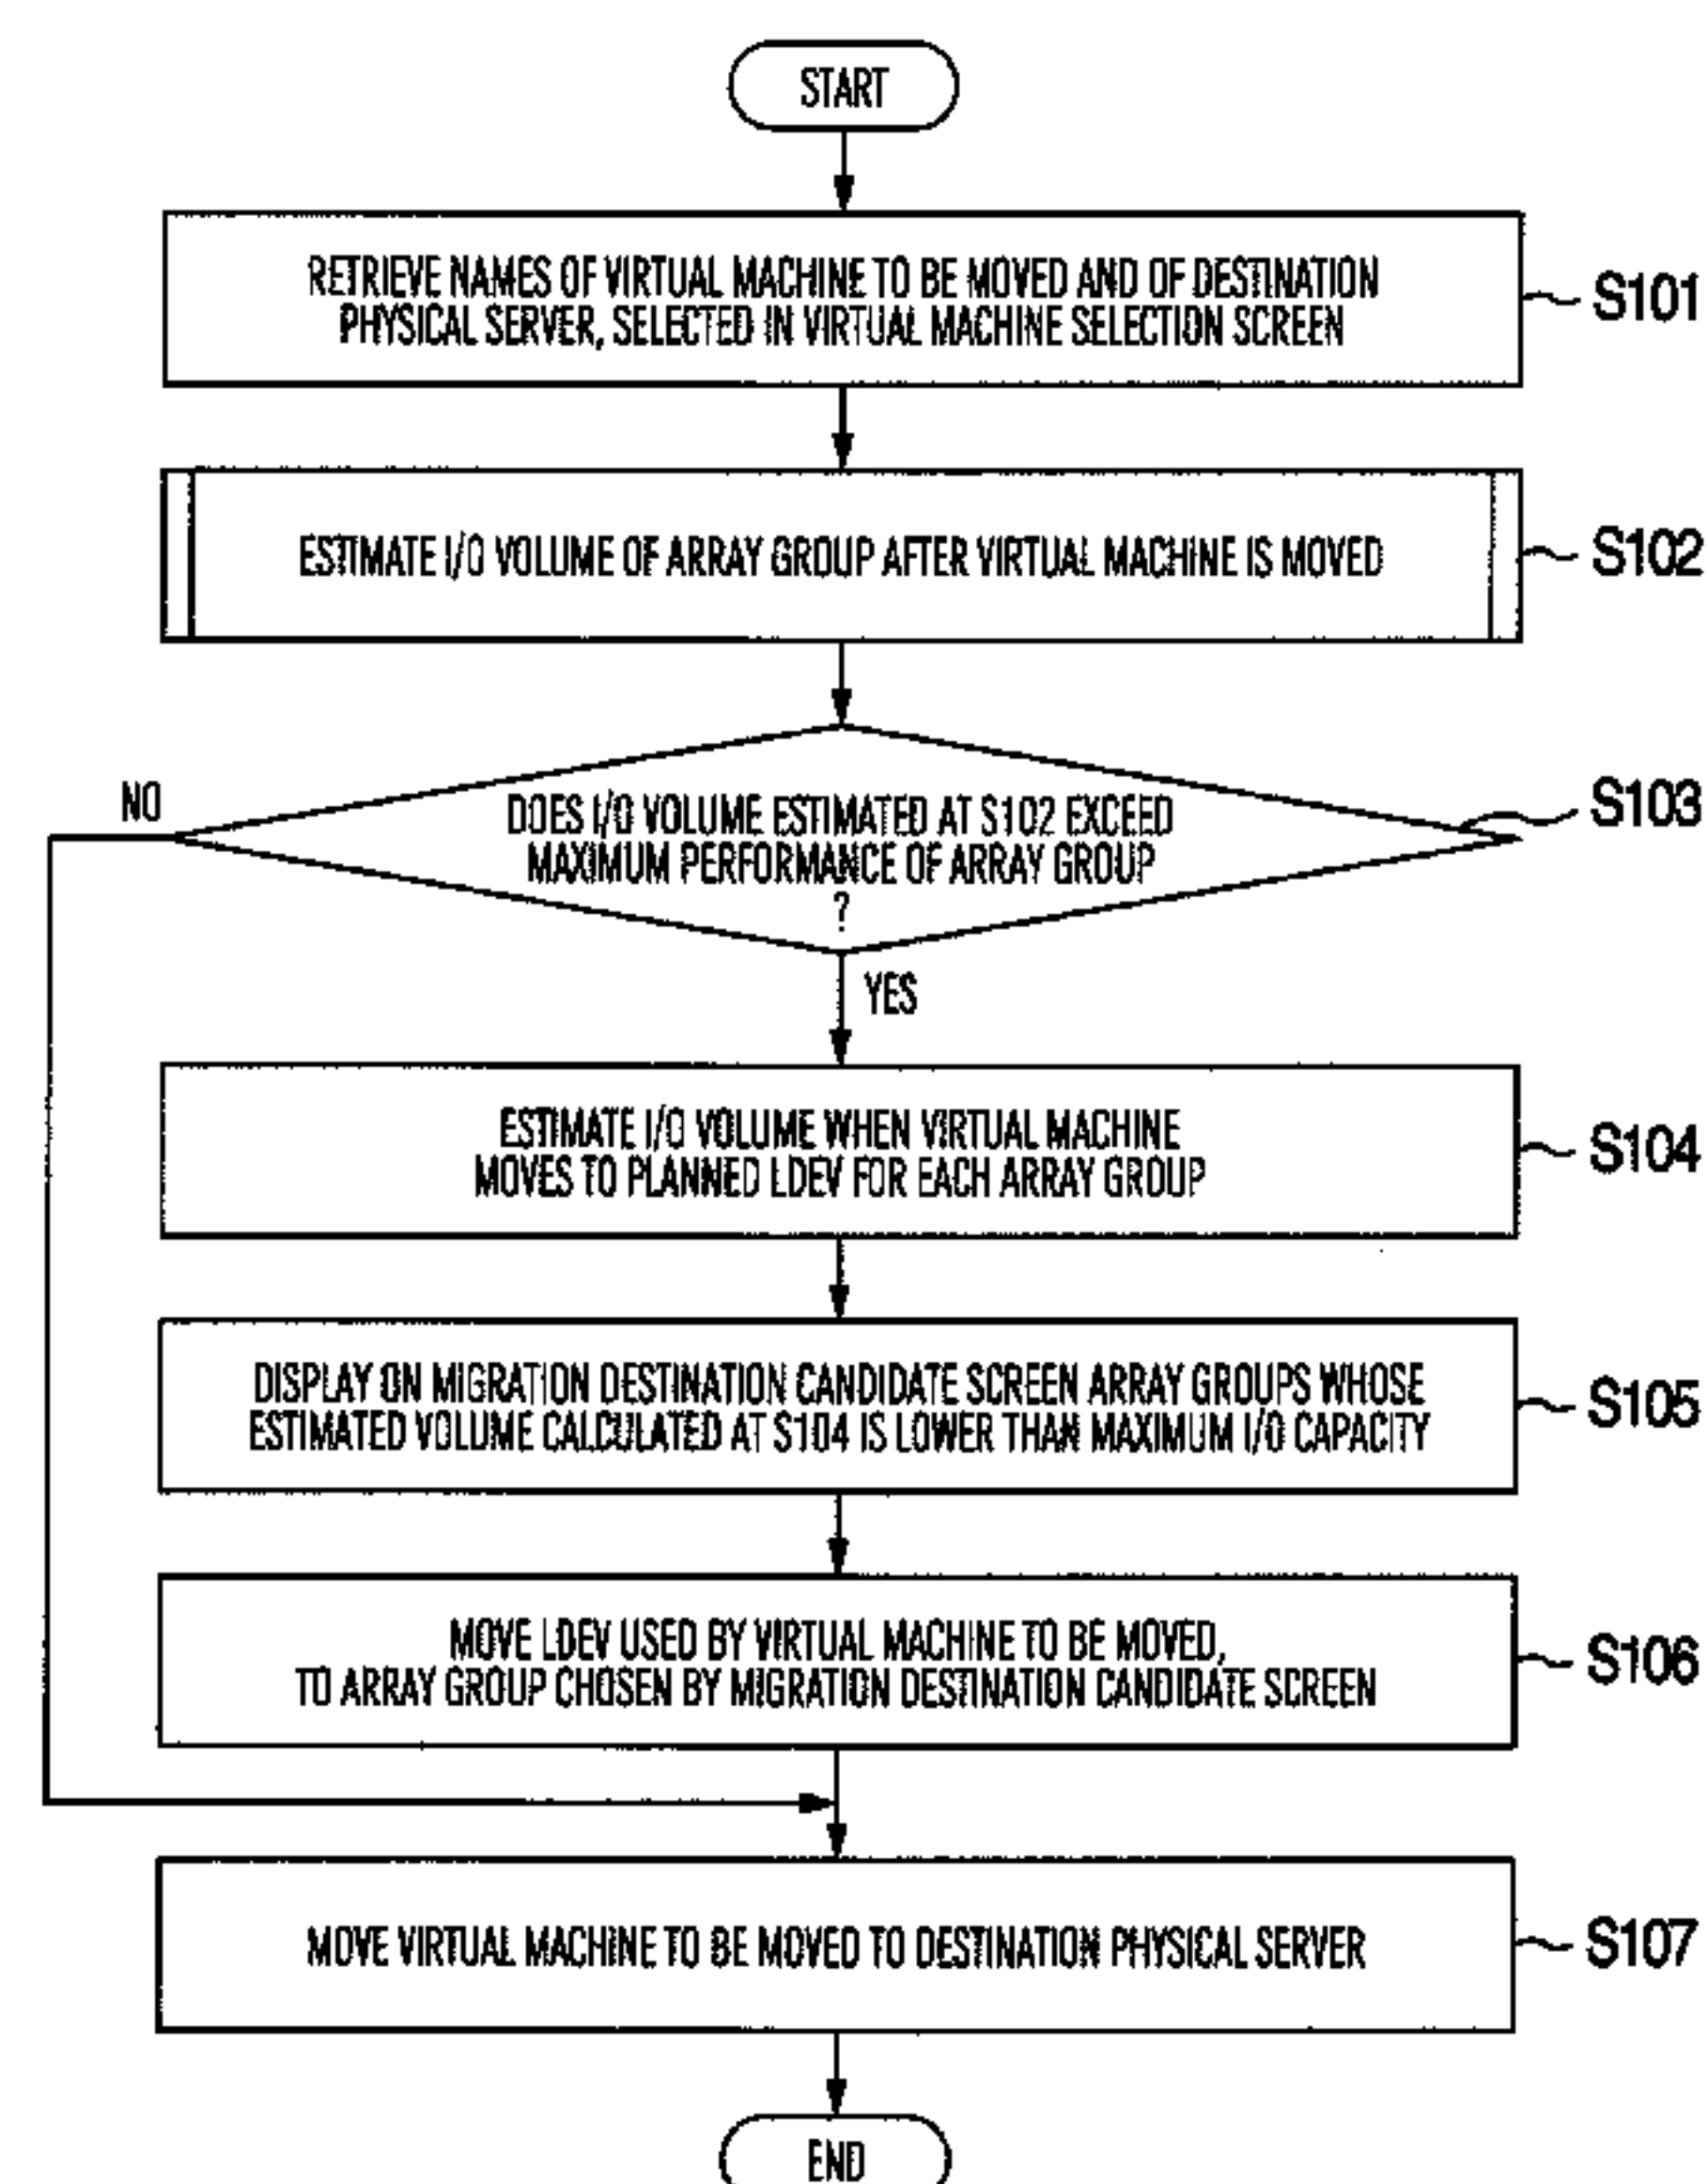 START
RETRIEVE NAMES OF VIRTUAL MACHINE TO BE MOVED AND OF DESTINATION
PHYSICAL SERVER, SELECTED IN VIRTUAL MACHINE SELECTION SCREEN
S101
ESTIMATE I/O VOLUME OF ARRAY GROUP AFTER VIRTUAL MACHINE IS MOVED
S102
NO
DOES I/O VOLUME ESTIMATED AT S102 EXCEED
MAXIMUM PERFORMANCE OF ARRAY GROUP
?
S103
YES
ESTIMATE I/O VOLUME WHEN VIRTUAL MACHINE
MOVES TO PLANNED LDEV FOR EACH ARRAY GROUP
S104
DISPLAY ON MIGRATION DESTINATION CANDIDATE SCREEN ARRAY GROUPS WHOSE
ESTIMATED VOLUME CALCULATED AT S104 IS LOWER THAN MAXIMUM I/O CAPACITY
S105
MOVE LDEV USED BY VIRTUAL MACHINE TO BE MOVED,
TO ARRAY GROUP CHOSEN BY MIGRATION DESTINATION CANDIDATE SCREEN
S106
MOVE VIRTUAL MACHINE TO BE MOVED TO DESTINATION PHYSICAL SERVER
S107
END